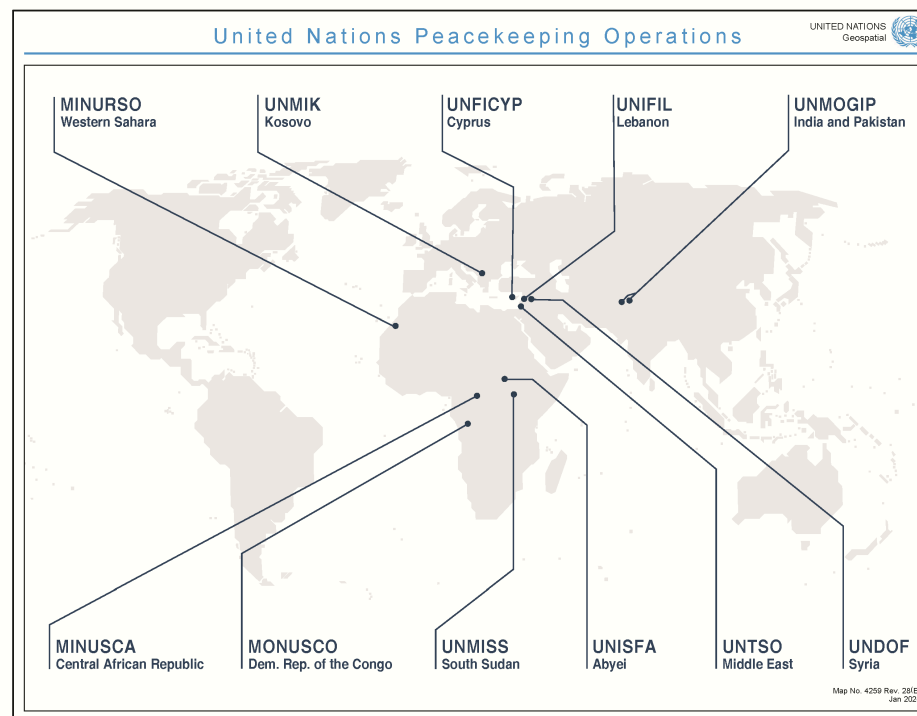 United Nations Peacekeeping Operations
UNITED NATIONS
Geospatial
MINURSO
Western Sahara
UNMIK
Kosovo
UNFICYP
Cyprus
UNIFIL
Lebanon
UNMOGIP
India and Pakistan
MINUSCA
Central African Republic
MONUSCO
Dem. Rep. of the Congo
UNMISS
South Sudan
UNISFA
Abyei
UNTSO
Middle East
UNDOF
Syria
Map No. 4259 Rev.
Jan